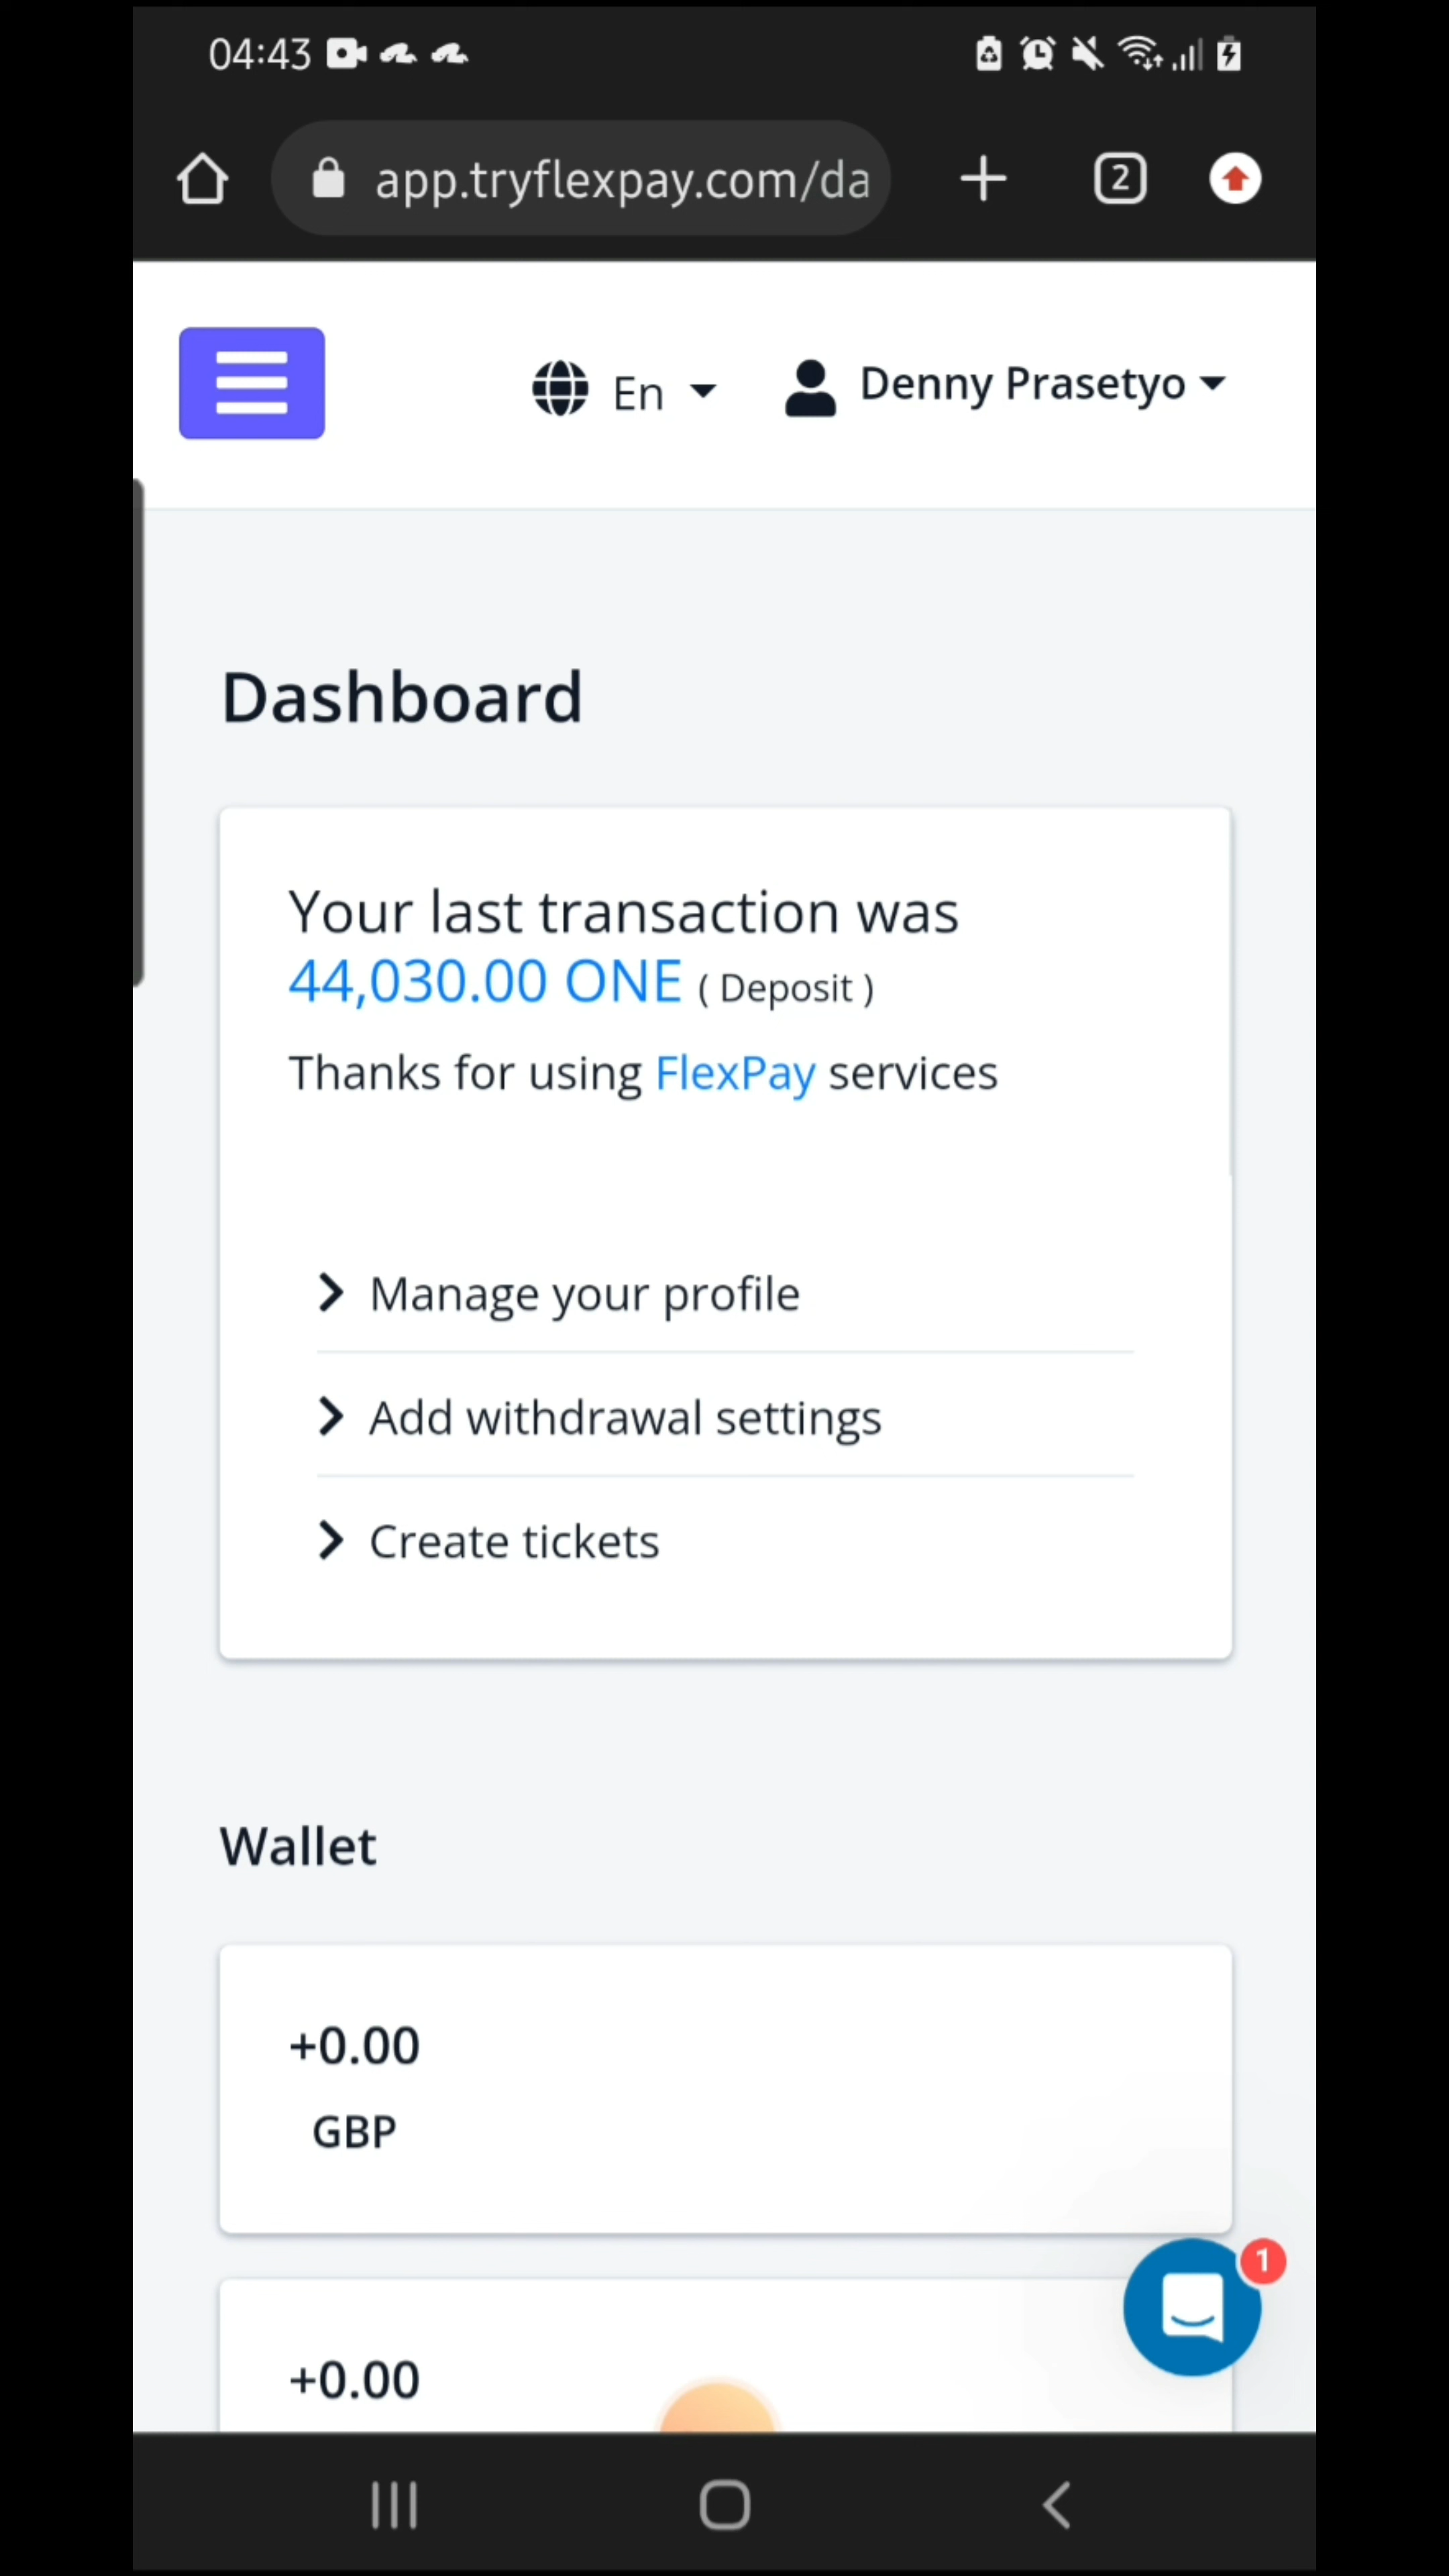 04:43
app.tryflexpay.com/da
2
En
Denny Prasetyo
Dashboard
Your last transaction was
44,030.00 ONE ( Deposit )
Thanks for using FlexPay services
Manage your profile
Add withdrawal settings
Create tickets
Wallet
+0.00
GBP
1
+0.00